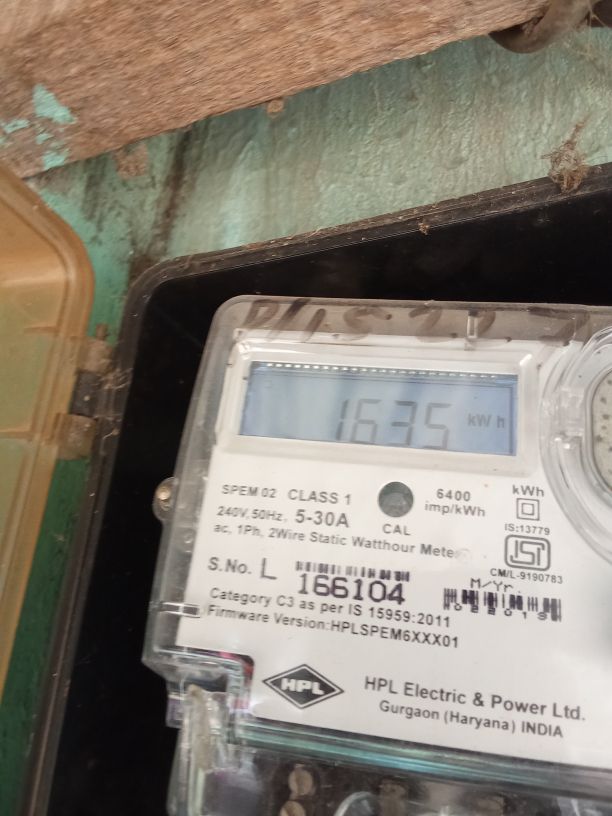 1635 kWh
SPEM 02 CLASS 1
240V, 50Hz, 5-30A
ac, 1Ph, 2Wire Static Watthour Meter
CAL
6400
imp/kWh
kWh
IS:13779
CM/L-9190783
S.No. L 166104
M/Yr.
Category C3 as per IS 15959:2011
Firmware Version:HPLSPEM6XXX01
HPL
HPL Electric & Power Ltd.
Gurgaon (Haryana) INDIA